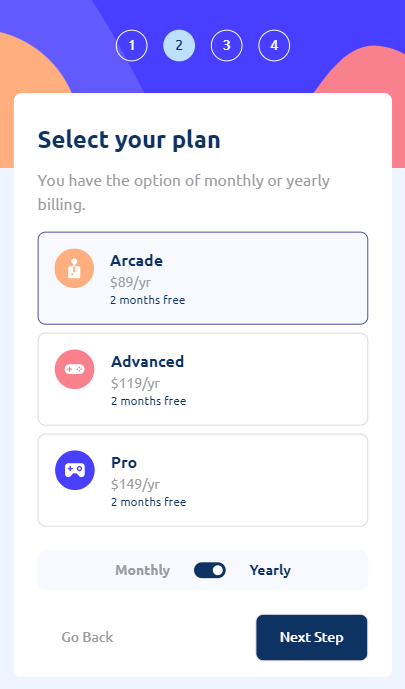 1 2 3 4
Select your plan
You have the option of monthly or yearly
billing.
Arcade
$89/yr
2 months free
Advanced
$119/yr
2 months free
Pro
$149/yr
2 months free
Monthly Yearly
Go Back Next Step